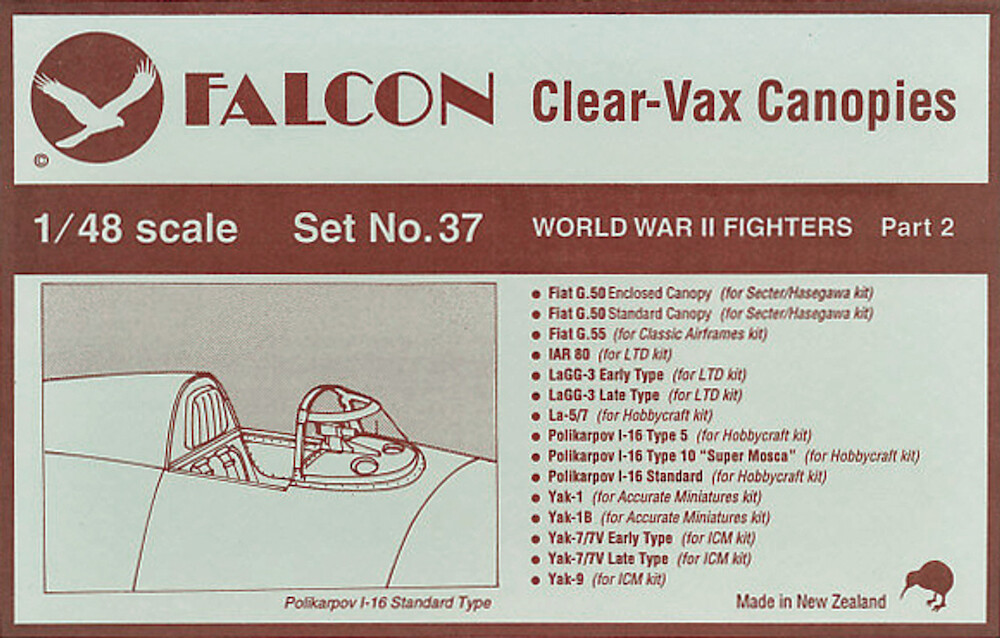 FALCON Clear-Vax Canopies
©
1/48 scale Set No. 37 WORLD WAR II FIGHTERS Part 2
• Fiat G.50 Enclosed Canopy (for Secter/Hasegawa kit)
• Fiat G.50 Standard Canopy (for Secter/Hasegawa kit)
• Fiat G.55 (for Classic Airframes kit)
• IAR 80 (for LTD kit)
• LaGG-3 Early Type (for LTD kit)
• LaGG-3 Late Type (for LTD kit)
• La-5/7 (for Hobbycraft kit)
• Polikarpov I-16 Type 5 (for Hobbycraft kit)
• Polikarpov I-16 Type 10 "Super Mosca" (for Hobbycraft kit)
• Polikarpov I-16 Standard (for Hobbycraft kit)
• Yak-1 (for Accurate Miniatures kit)
• Yak-1B (for Accurate Miniatures kit)
• Yak-7/7V Early Type (for ICM kit)
• Yak-7/7V Late Type (for ICM kit)
• Yak-9 (for ICM kit)
Polikarpov I-16 Standard Type
Made in New Zealand